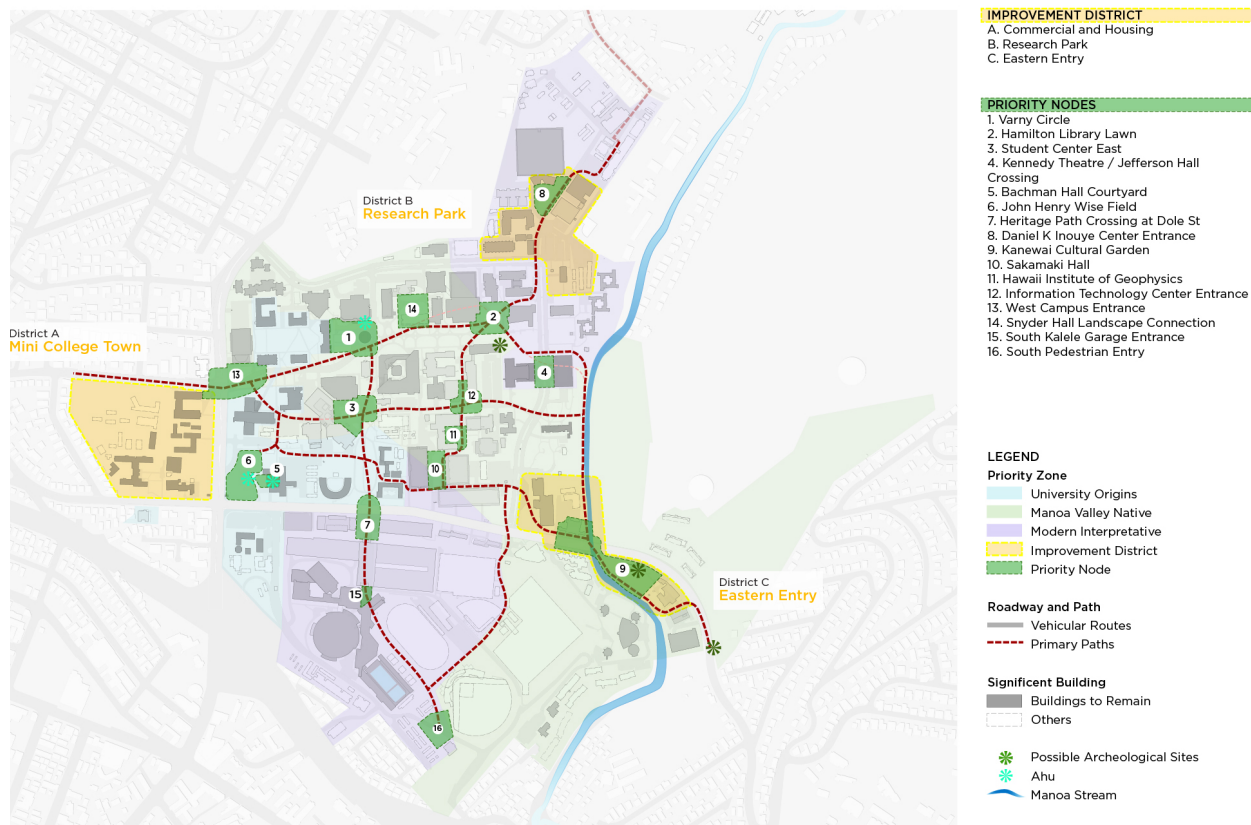 IMPROVEMENT DISTRICT
A. Commercial and Housing
B. Research Park
C. Eastern Entry
PRIORITY NODES
1. Varny Circle
2. Hamilton Library Lawn
3. Student Center East
4. Kennedy Theatre / Jefferson Hall
Crossing
5. Bachman Hall Courtyard
6. John Henry Wise Field
7. Heritage Path Crossing at Dole St
8. Daniel K Inouye Center Entrance
9. Kanewai Cultural Garden
10. Sakamaki Hall
11. Hawaii Institute of Geophysics
12. Information Technology Center Entrance
13. West Campus Entrance
14. Snyder Hall Landscape Connection
15. South Kalele Garage Entrance
16. South Pedestrian Entry
LEGEND
Priority Zone
University Origins
Manoa Valley Native
Modern Interpretative
Improvement District
Priority Node
Roadway and Path
Vehicular Routes
Primary Paths
Significant Building
Buildings to Remain
Others
Possible Archeological Sites
Ahu
Manoa Stream
District B
Research Park
District A
Mini College Town
District C
Eastern Entry
8
14
2
1
13
4
12
3
11
6
5
10
7
9
15
16